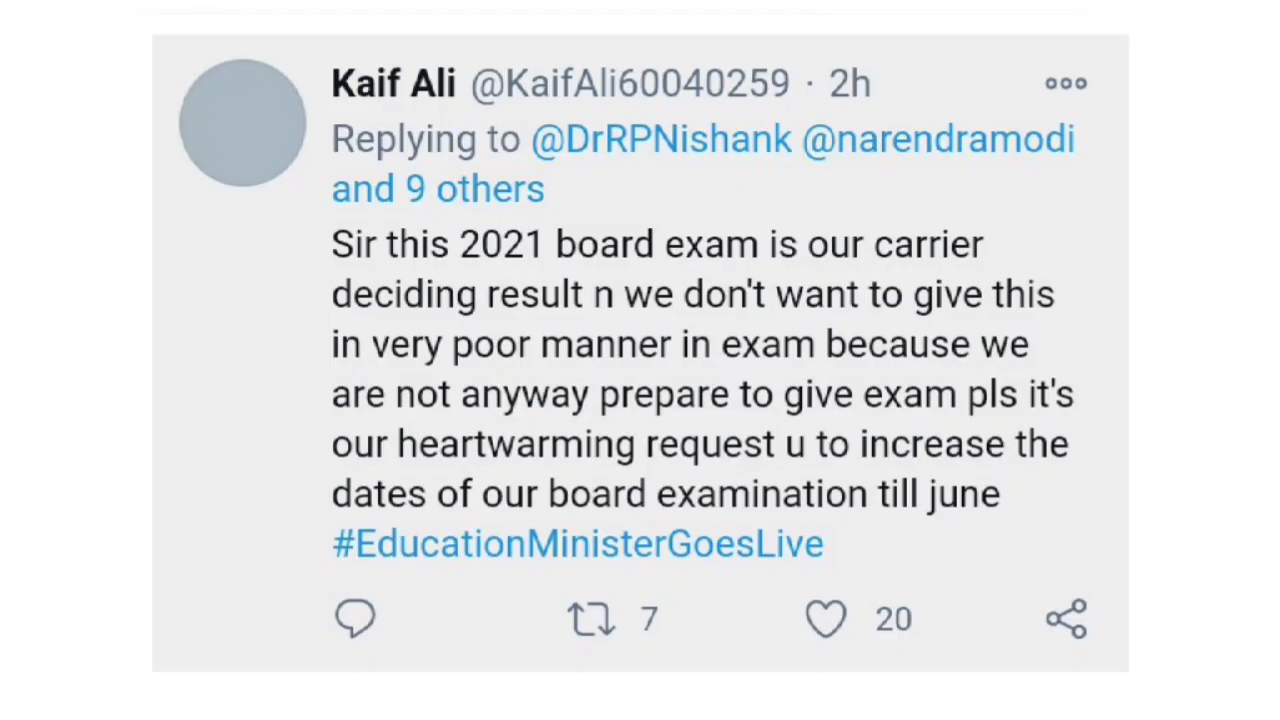 Kaif Ali @KaifAli60040259 · 2h
Replying to @DrRPNishank @narendramodi
and 9 others
Sir this 2021 board exam is our carrier
deciding result n we don't want to give this
in very poor manner in exam because we
are not anyway prepare to give exam pls it's
our heartwarming request u to increase the
dates of our board examination till june
#EducationMinisterGoesLive
7 20